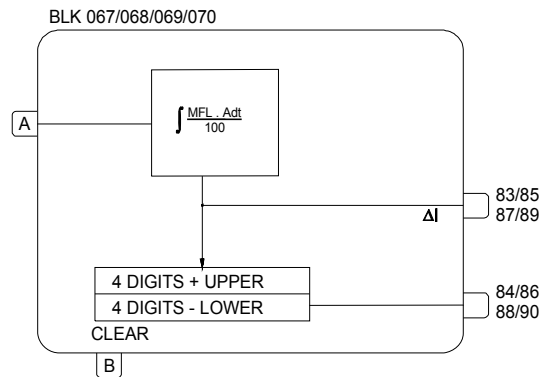 BLK 067/068/069/070
A
∫ MFL . Adt
100
83/85
ΔI
87/89
4 DIGITS + UPPER
4 DIGITS - LOWER
84/86
88/90
CLEAR
B